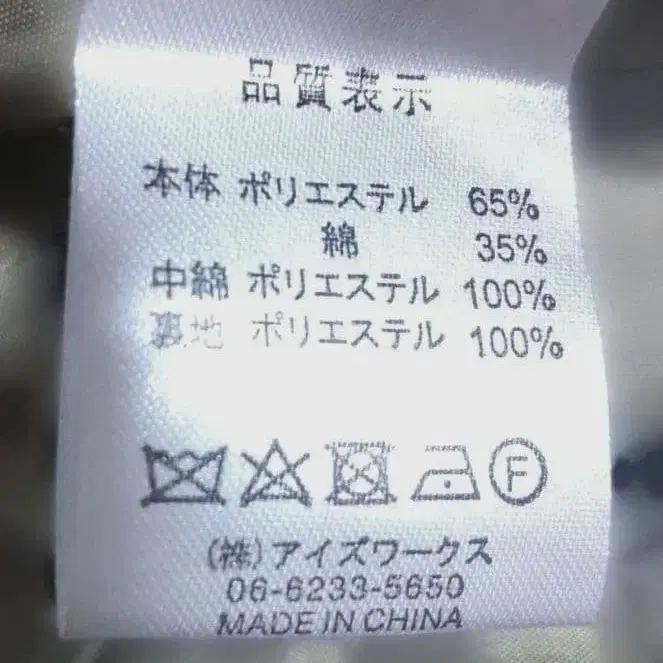 品質表示
本体 ポリエステル 65%
綿 35%
中綿 ポリエステル 100%
裏地 ポリエステル 100%
F
(株)アイズワークス
06-6233-5650
MADE IN CHINA